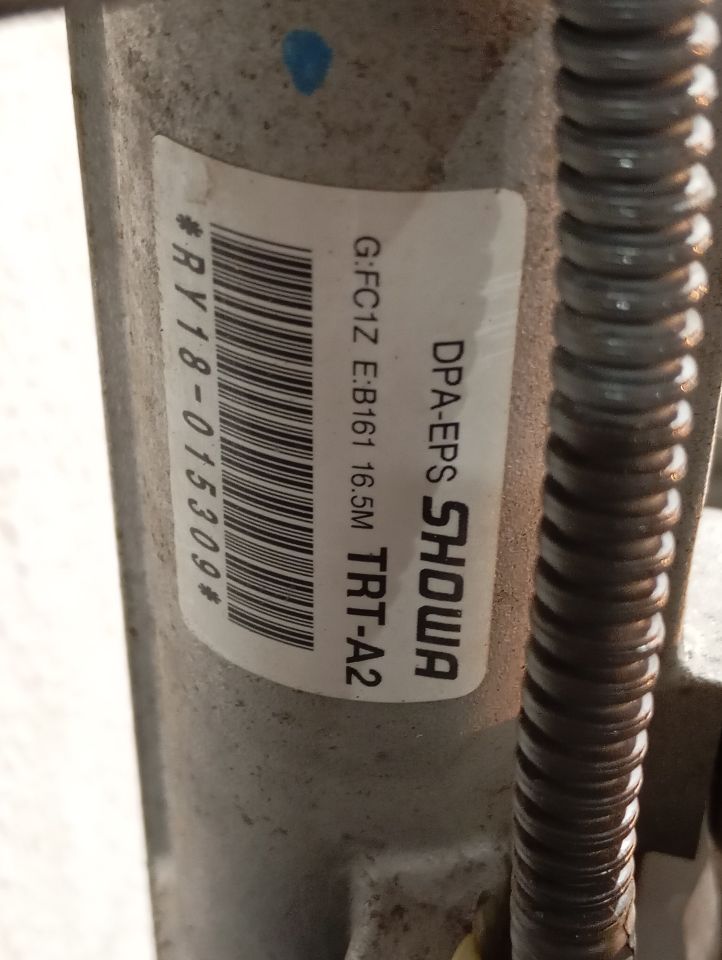 DPA-EPS SHOWA
G:FC1Z E:B161 16.5M TRT-A2
*RY18-015309*